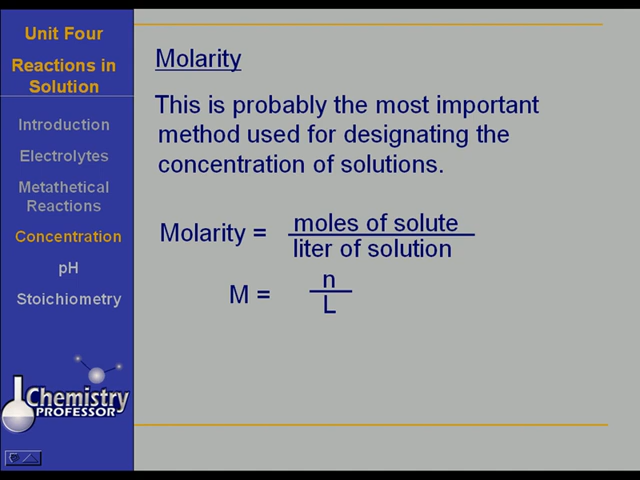 Unit Four
Reactions in
Solution
Introduction
Electrolytes
Metathetical
Reactions
Concentration
pH
Stoichiometry
Chemistry
PROFESSOR
Molarity
This is probably the most important
method used for designating the
concentration of solutions.
Molarity = moles of solute
liter of solution
M = n
L